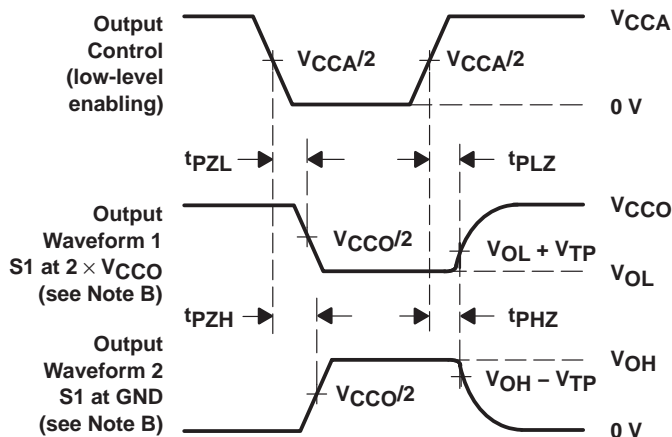 Output
Control
(low-level
enabling)
VCCA/2
VCCA/2
VCCA
0 V
tPZL
tPLZ
Output
Waveform 1
S1 at 2 × VCCO
(see Note B)
VCCO/2
VCCO
VOL + VTP
VOL
tPZH
tPHZ
Output
Waveform 2
S1 at GND
(see Note B)
VCCO/2
VOH
VOH − VTP
0 V